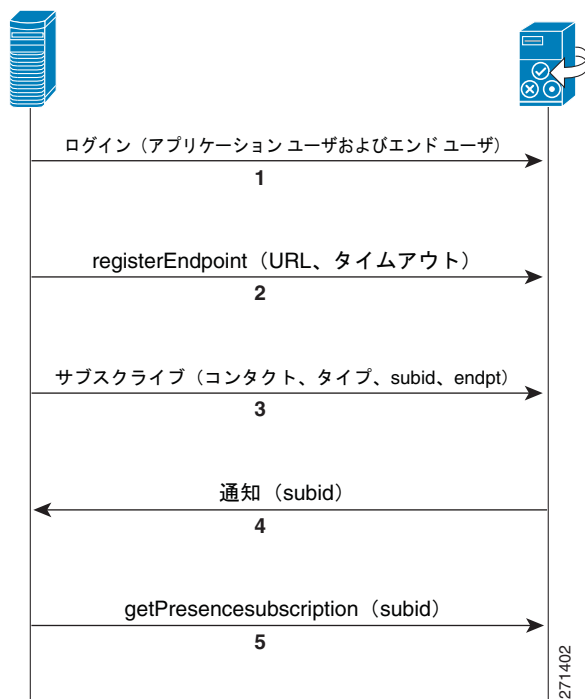 ログイン（アプリケーション ユーザおよびエンド ユーザ）
1
registerEndpoint（URL、タイムアウト）
2
サブスクライブ（コンタクト、タイプ、subid、endpt）
3
通知（subid）
4
getPresencesubscription（subid）
5
271402